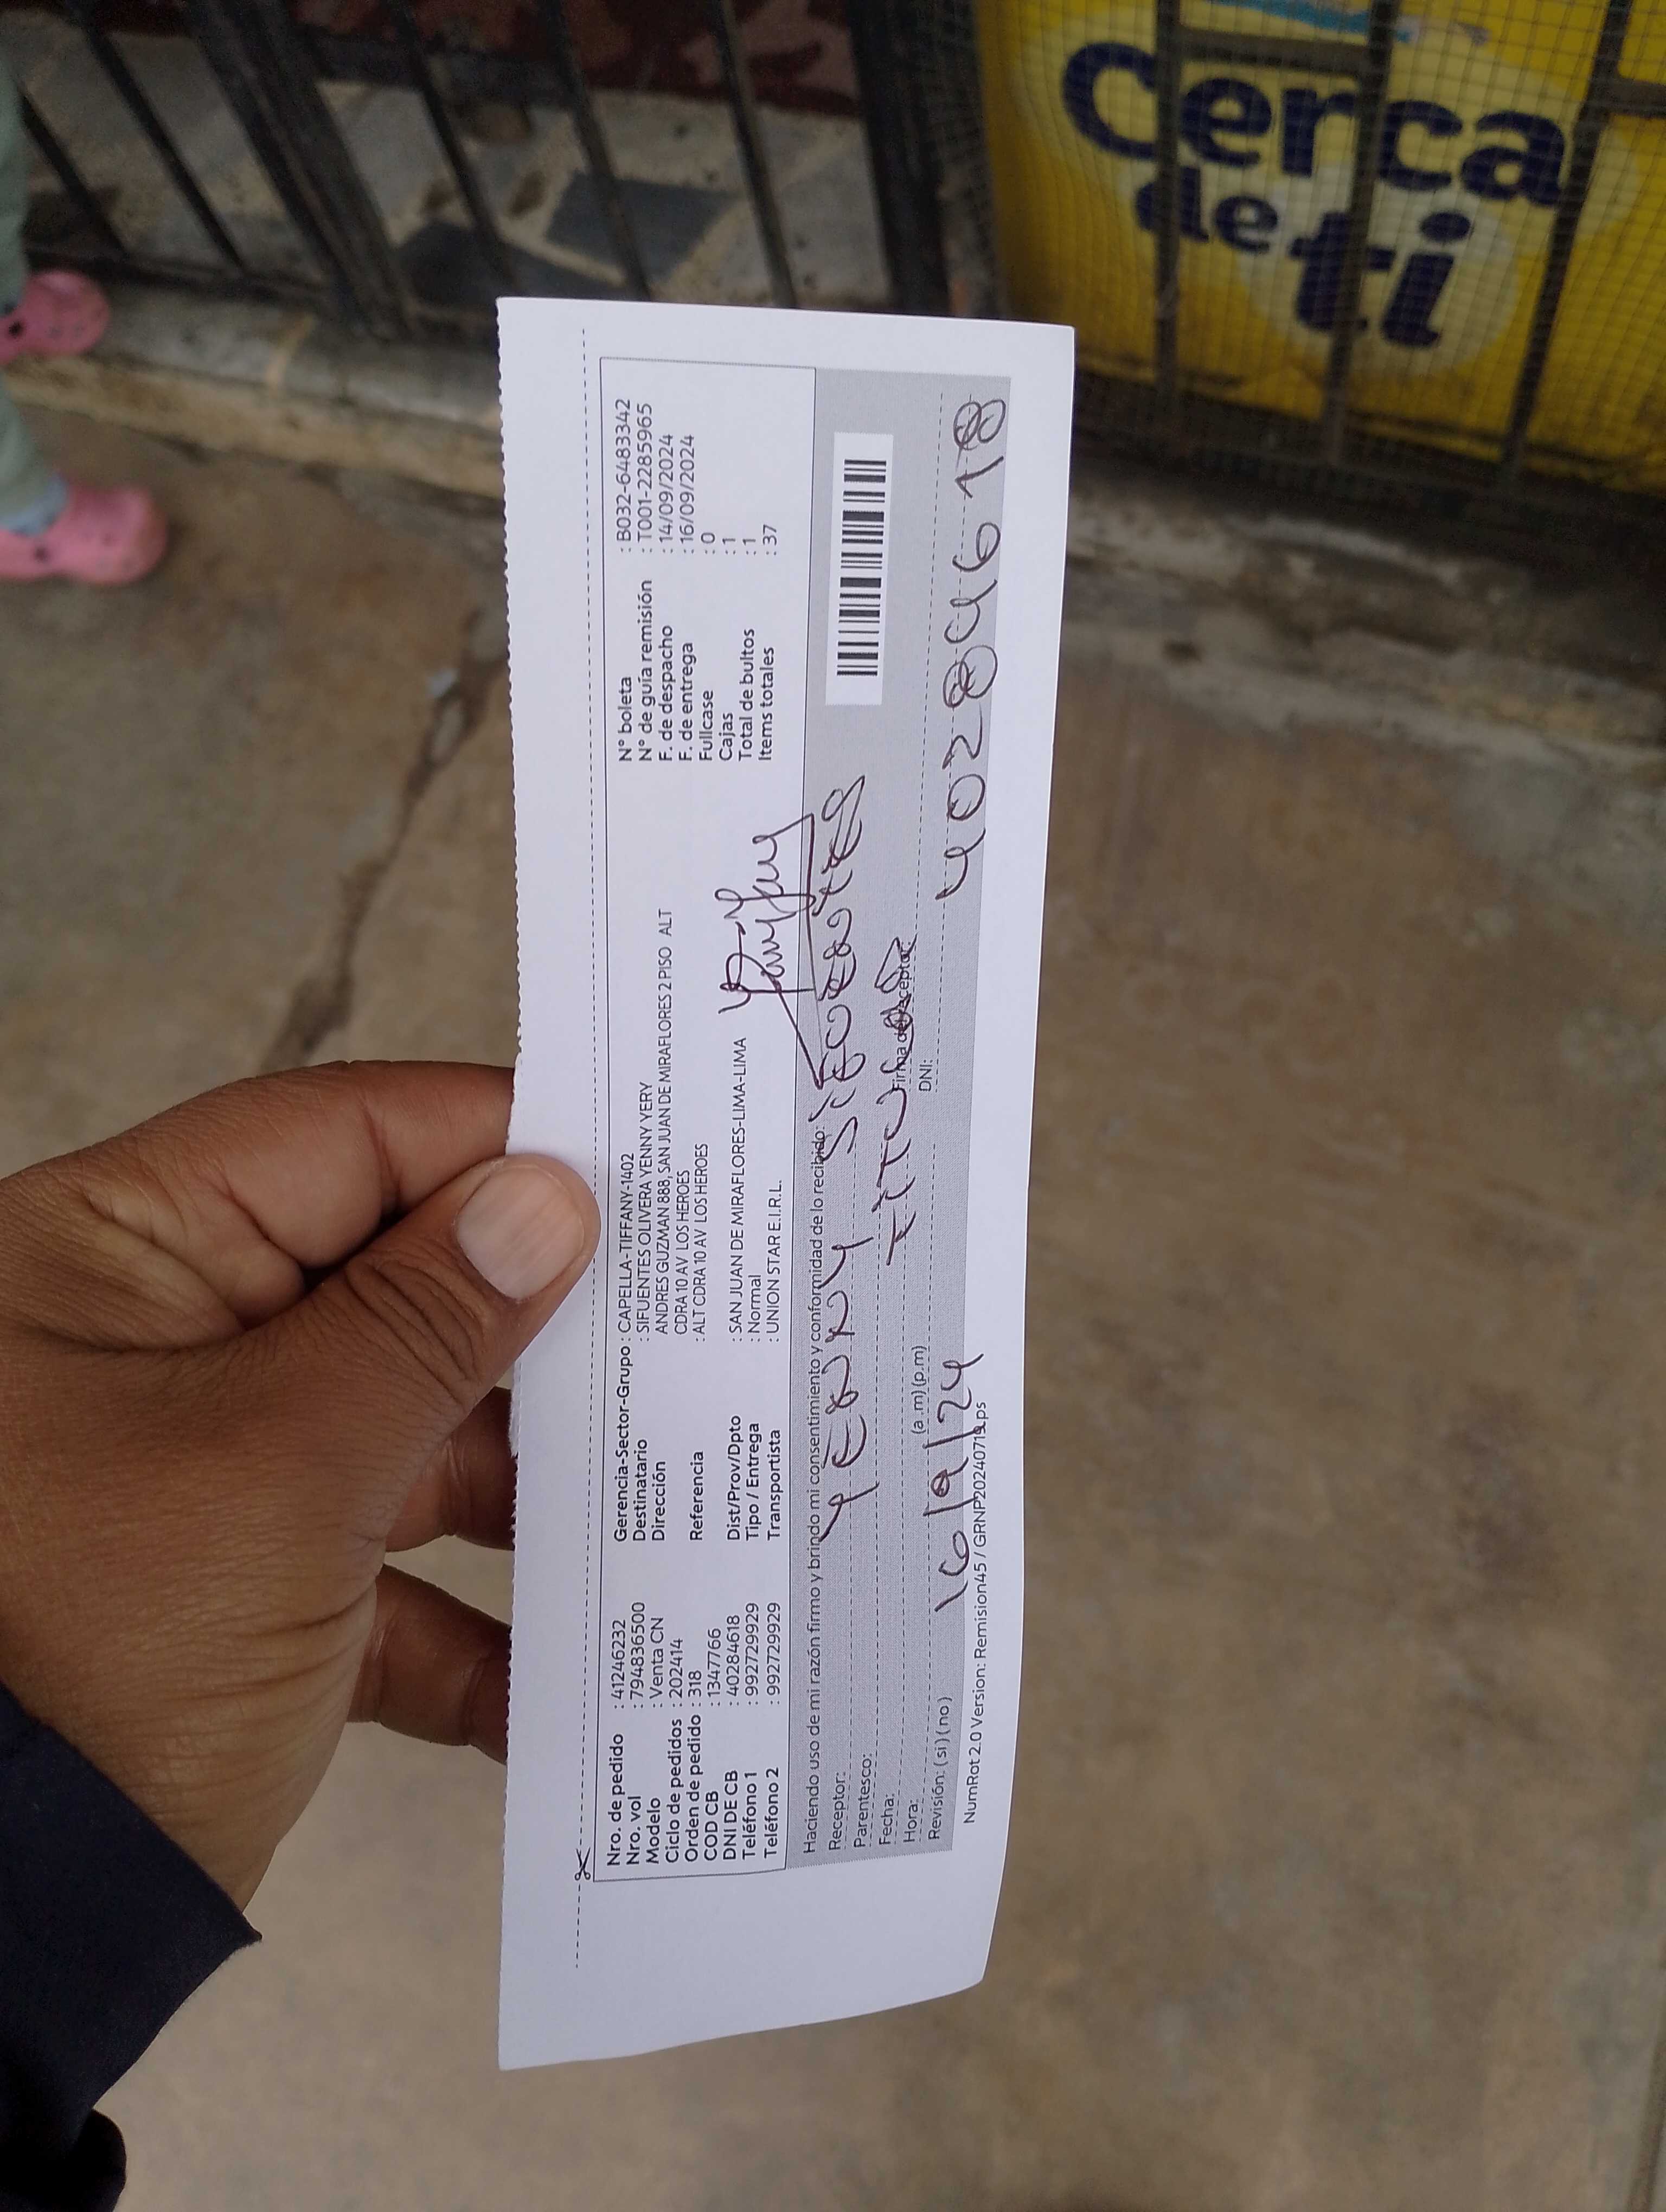 Cerca
de ti
Nro. de pedido : 41246232
Nro. vol : 794836500
Modelo : Venta CN
Ciclo de pedidos : 202414
Orden de pedido : 318
COD CB : 1347766
DNI DE CB : 40284618
Teléfono 1 : 992729929
Teléfono 2 : 992729929
Gerencia-Sector-Grupo : CAPELLA-TIFFANY-1402
Destinatario : SIFUENTES OLIVERA YENNY YERY
Dirección ANDRES GUZMAN 888, SAN JUAN DE MIRAFLORES 2 PISO ALT
CDRA 10 AV LOS HEROES
Referencia : ALT CDRA 10 AV LOS HEROES
Dist/Prov/Dpto : SAN JUAN DE MIRAFLORES-LIMA-LIMA
Tipo / Entrega : Normal
Transportista : UNION STAR E.I.R.L.
N° boleta : B032-6483342
N° de guía remisión : T001-2285965
F. de despacho : 14/09/2024
F. de entrega : 16/09/2024
Fullcase : 0
Cajas : 1
Total de bultos : 1
Items totales : 37
Haciendo uso de mi razón firmo y brindo mi consentimiento y conformidad de lo recibido:
Receptor: YENNY SIFUENTES
Parentesco: TITULAR
Fecha: 16/9/24
Hora: (a .m) (p.m) Firma del Aceptor
Revisión: (si) (no) DNI: 40284618
NumRot 2.0 Version: Remision45 / GRNP20240719.ps